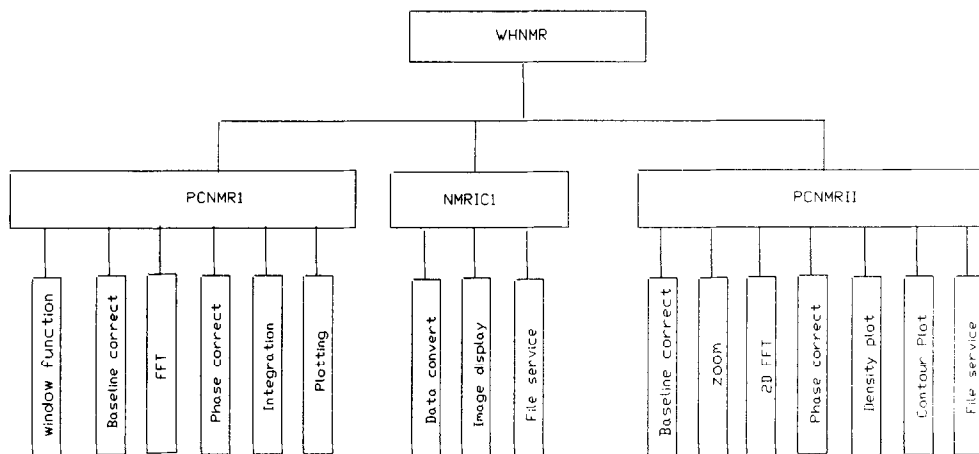 WHNMR
PCNMR1
NMRIC1
PCNMRII
window function
Baseline correct
FFT
Phase correct
Integration
Plotting
Data convert
Image display
File service
Baseline correct
ZOOM
2D FFT
Phase correct
Density plot
Contour Plot
File service